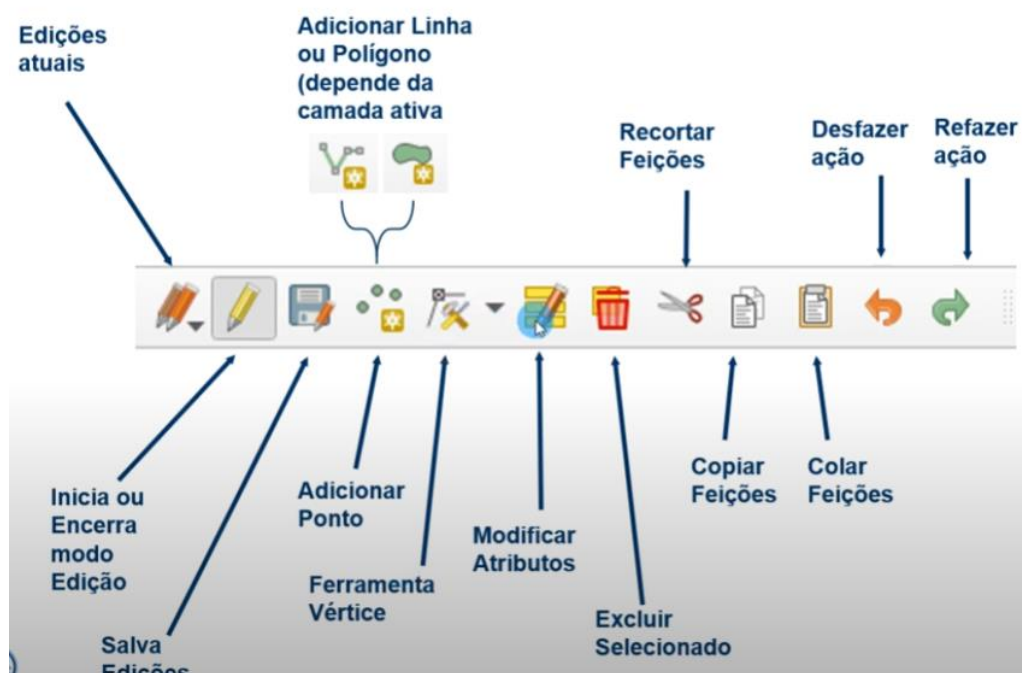 Edições
atuais
Adicionar Linha
ou Polígono
(depende da
camada ativa
Recortar
Feições
Desfazer
ação
Refazer
ação
Inicia ou
Encerra
modo
Edição
Salva
Edições
Adicionar
Ponto
Ferramenta
Vértice
Modificar
Atributos
Excluir
Selecionado
Copiar
Feições
Colar
Feições